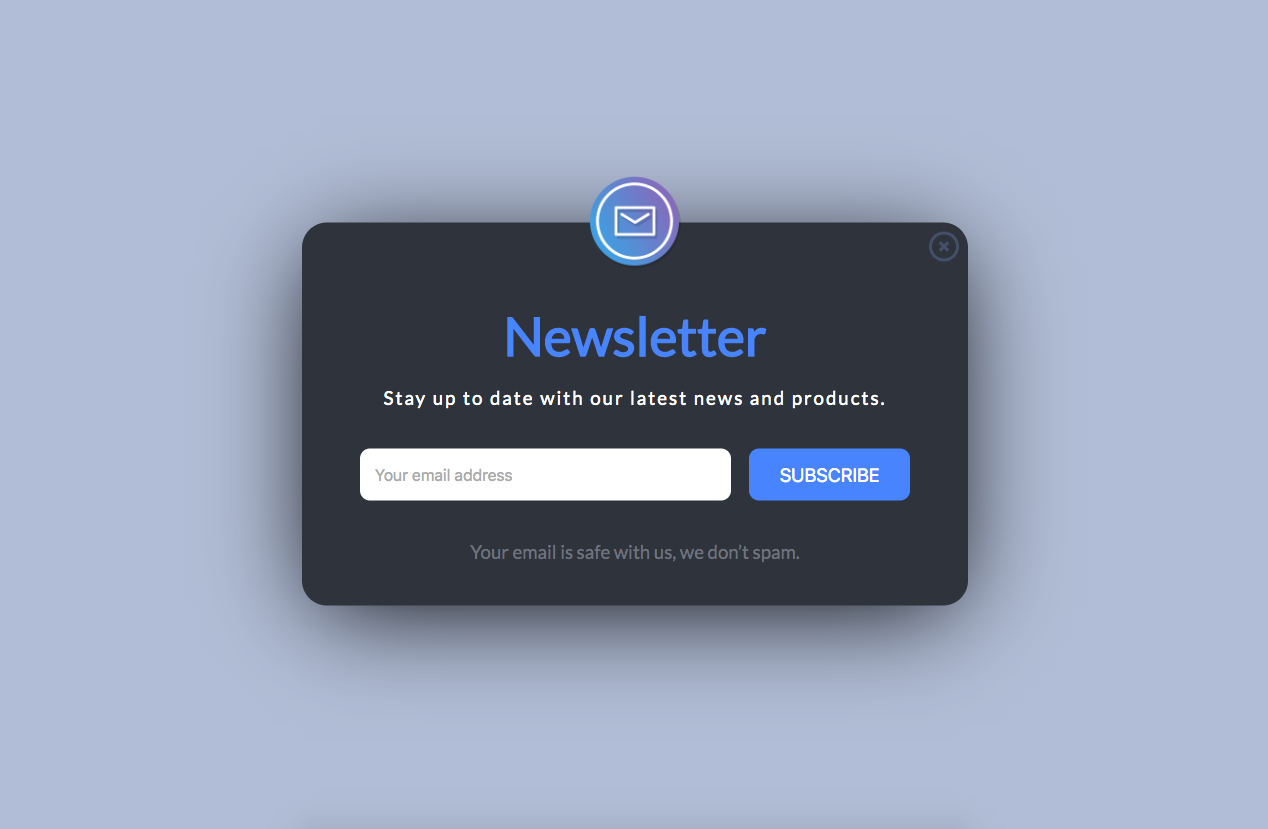 Newsletter
Stay up to date with our latest news and products.
Your email address
SUBSCRIBE
Your email is safe with us, we don’t spam.